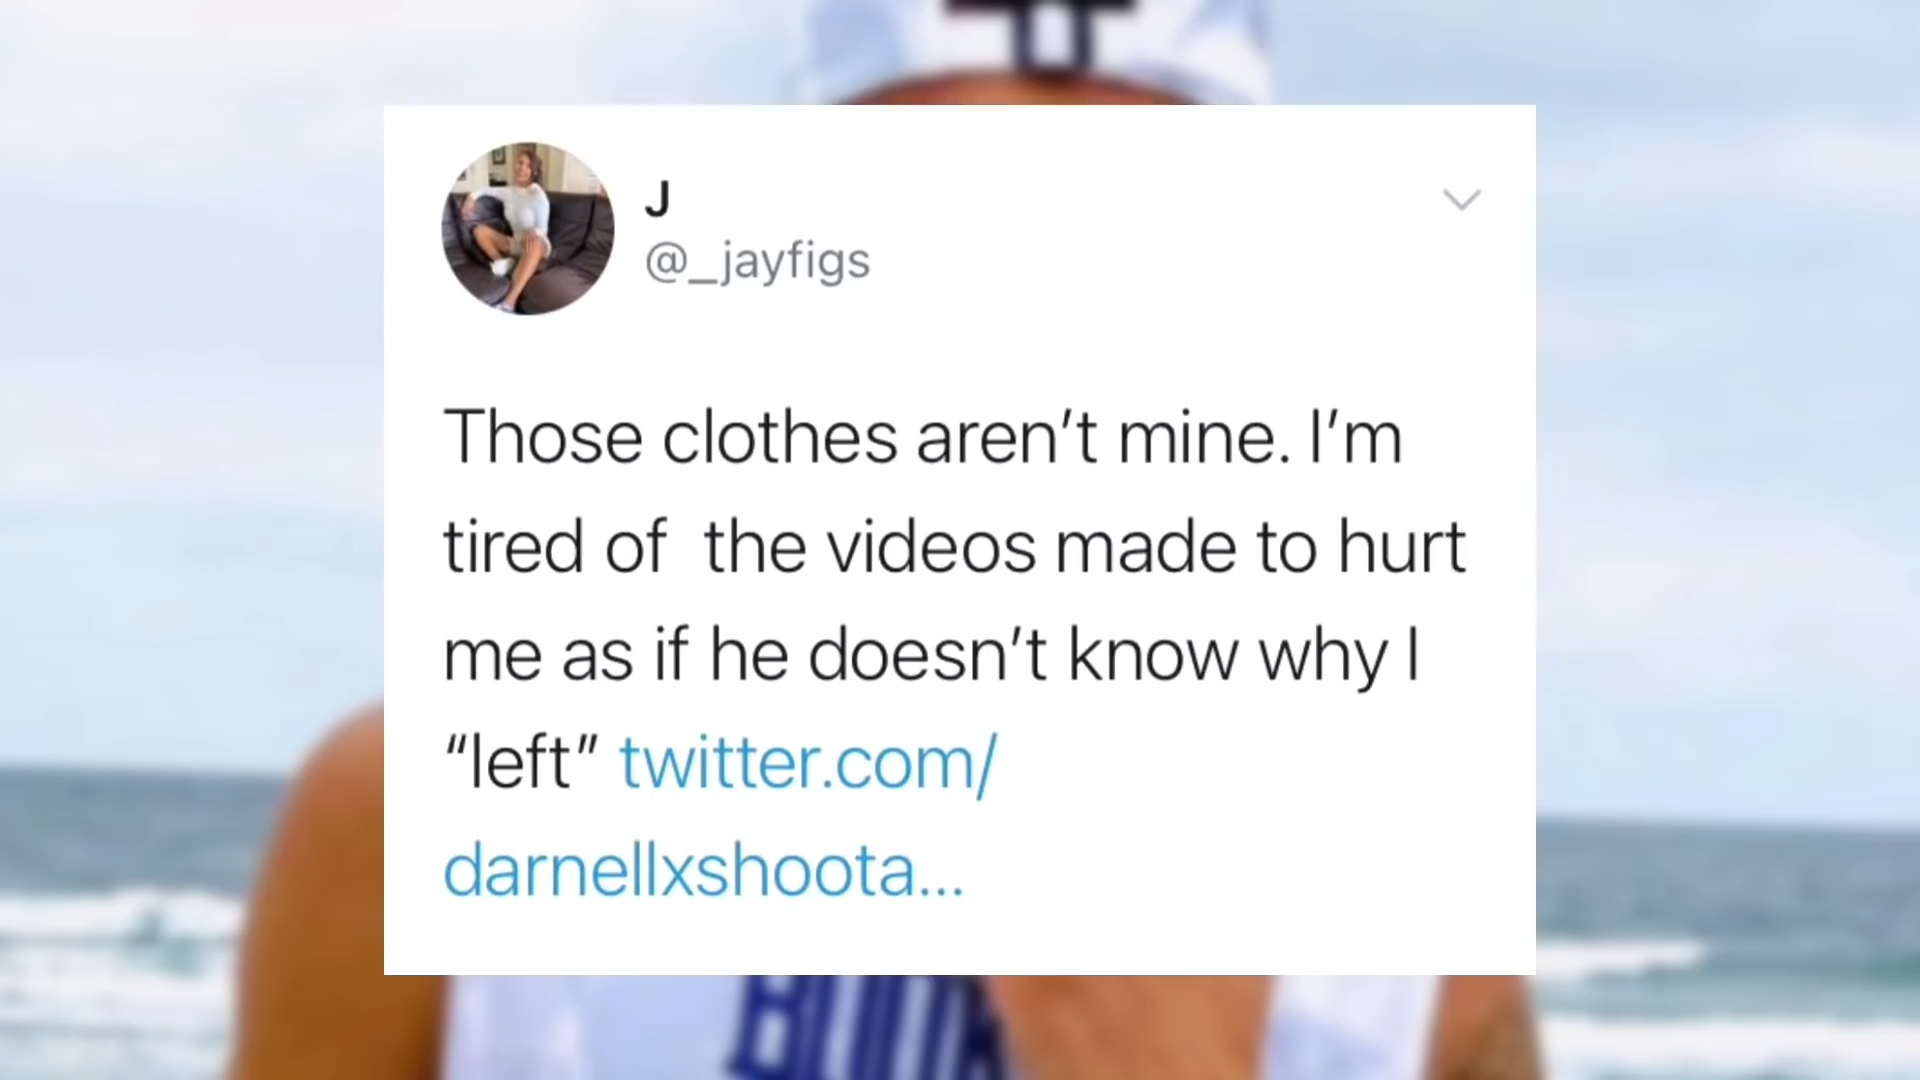 J
@_jayfigs
Those clothes aren’t mine. I’m
tired of  the videos made to hurt
me as if he doesn’t know why I
“left” twitter.com/
darnellxshoota...